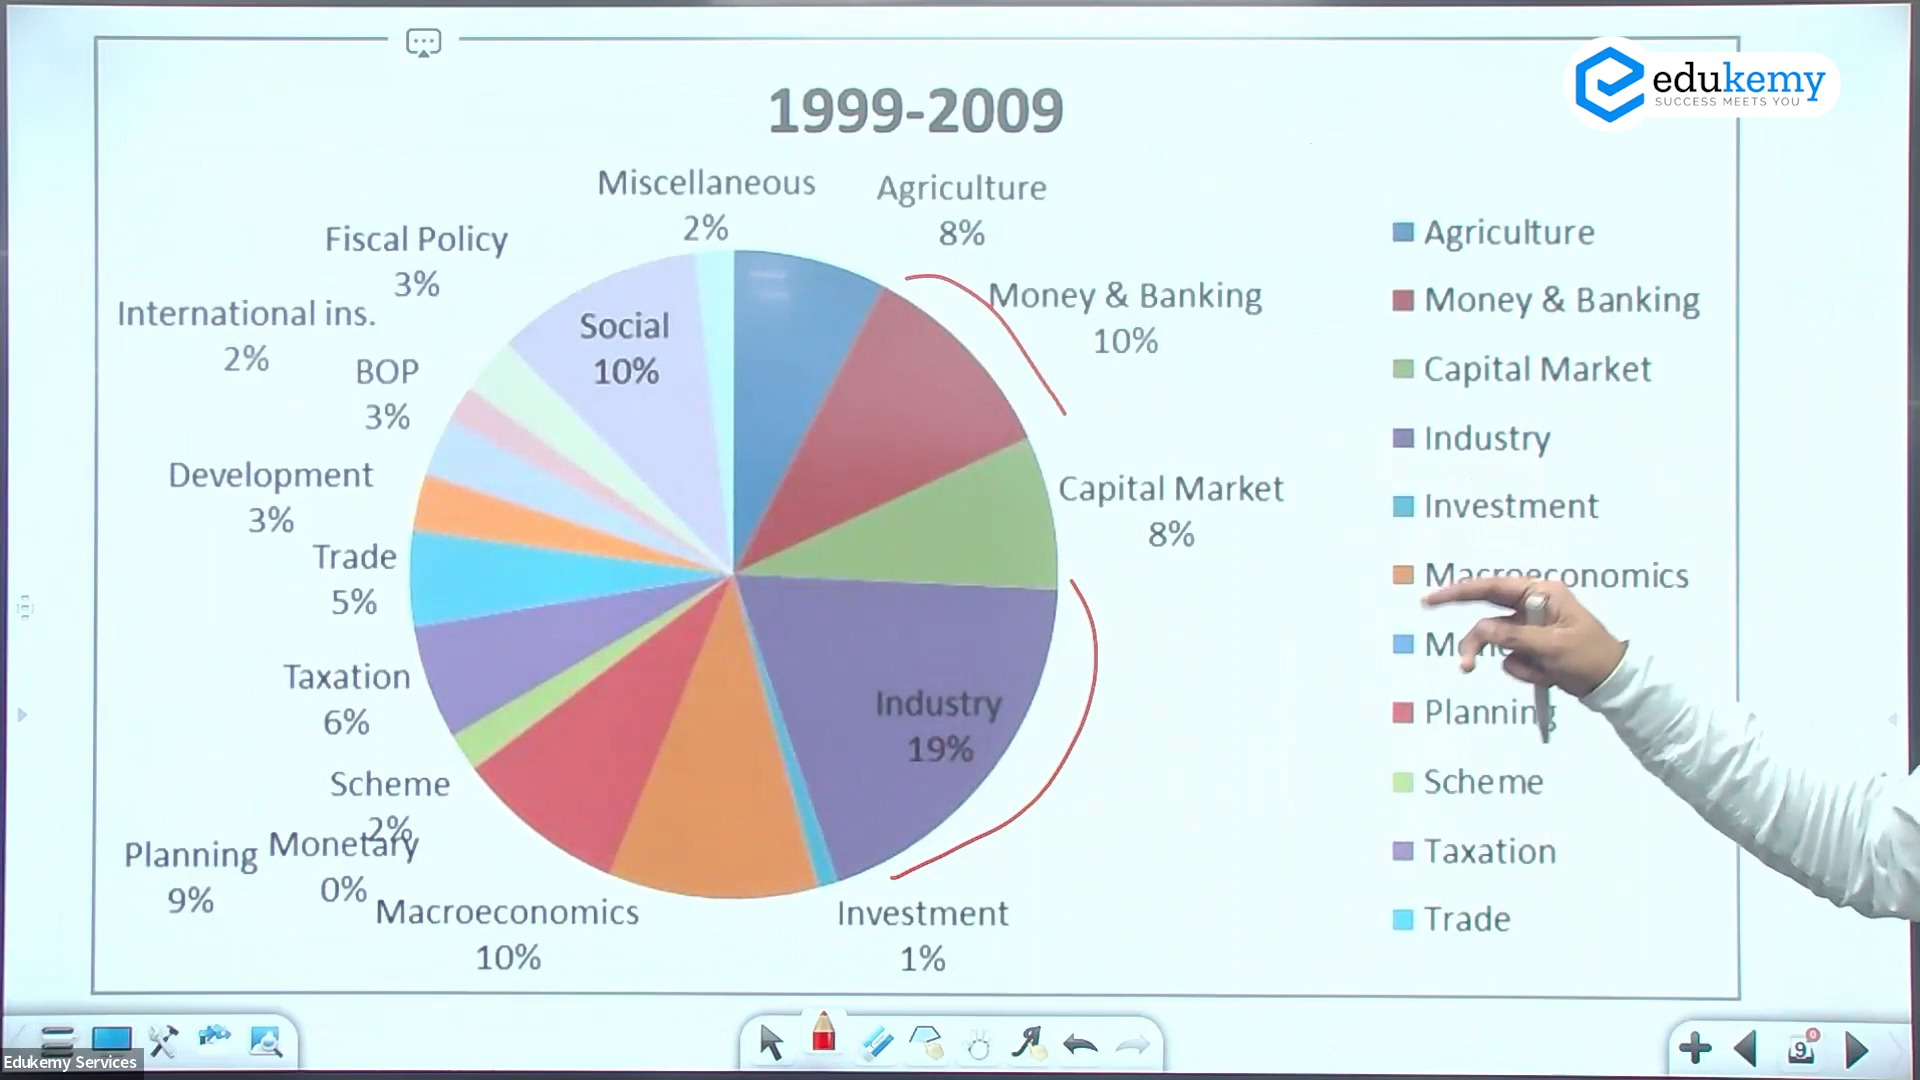 edukemy
SUCCESS MEETS YOU
1999-2009
Miscellaneous
2%
Agriculture
8%
Fiscal Policy
3%
Money & Banking
10%
International ins.
2%
Social
10%
BOP
3%
Capital Market
8%
Development
3%
Trade
5%
Taxation
6%
Industry
19%
Scheme
2%
Planning
9%
Monetary
0%
Macroeconomics
10%
Investment
1%
Agriculture
Money & Banking
Capital Market
Industry
Investment
Macroeconomics
Planning
Scheme
Taxation
Trade
9
0
Edukemy Services